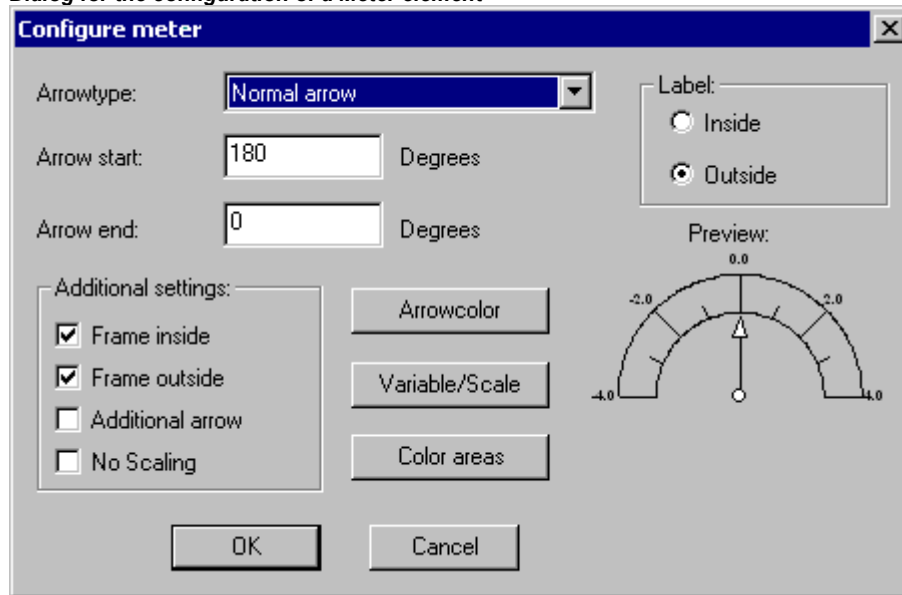 Dialog for the configuration of a Meter element
Configure meter
Arrowtype:
Normal arrow
Label:
Inside
Outside
Arrow start:
180
Degrees
Arrow end:
0
Degrees
Preview:
0.0
-2.0
2.0
-4.0
4.0
Additional settings:
Frame inside
Frame outside
Additional arrow
No Scaling
Arrowcolor
Variable/Scale
Color areas
OK
Cancel